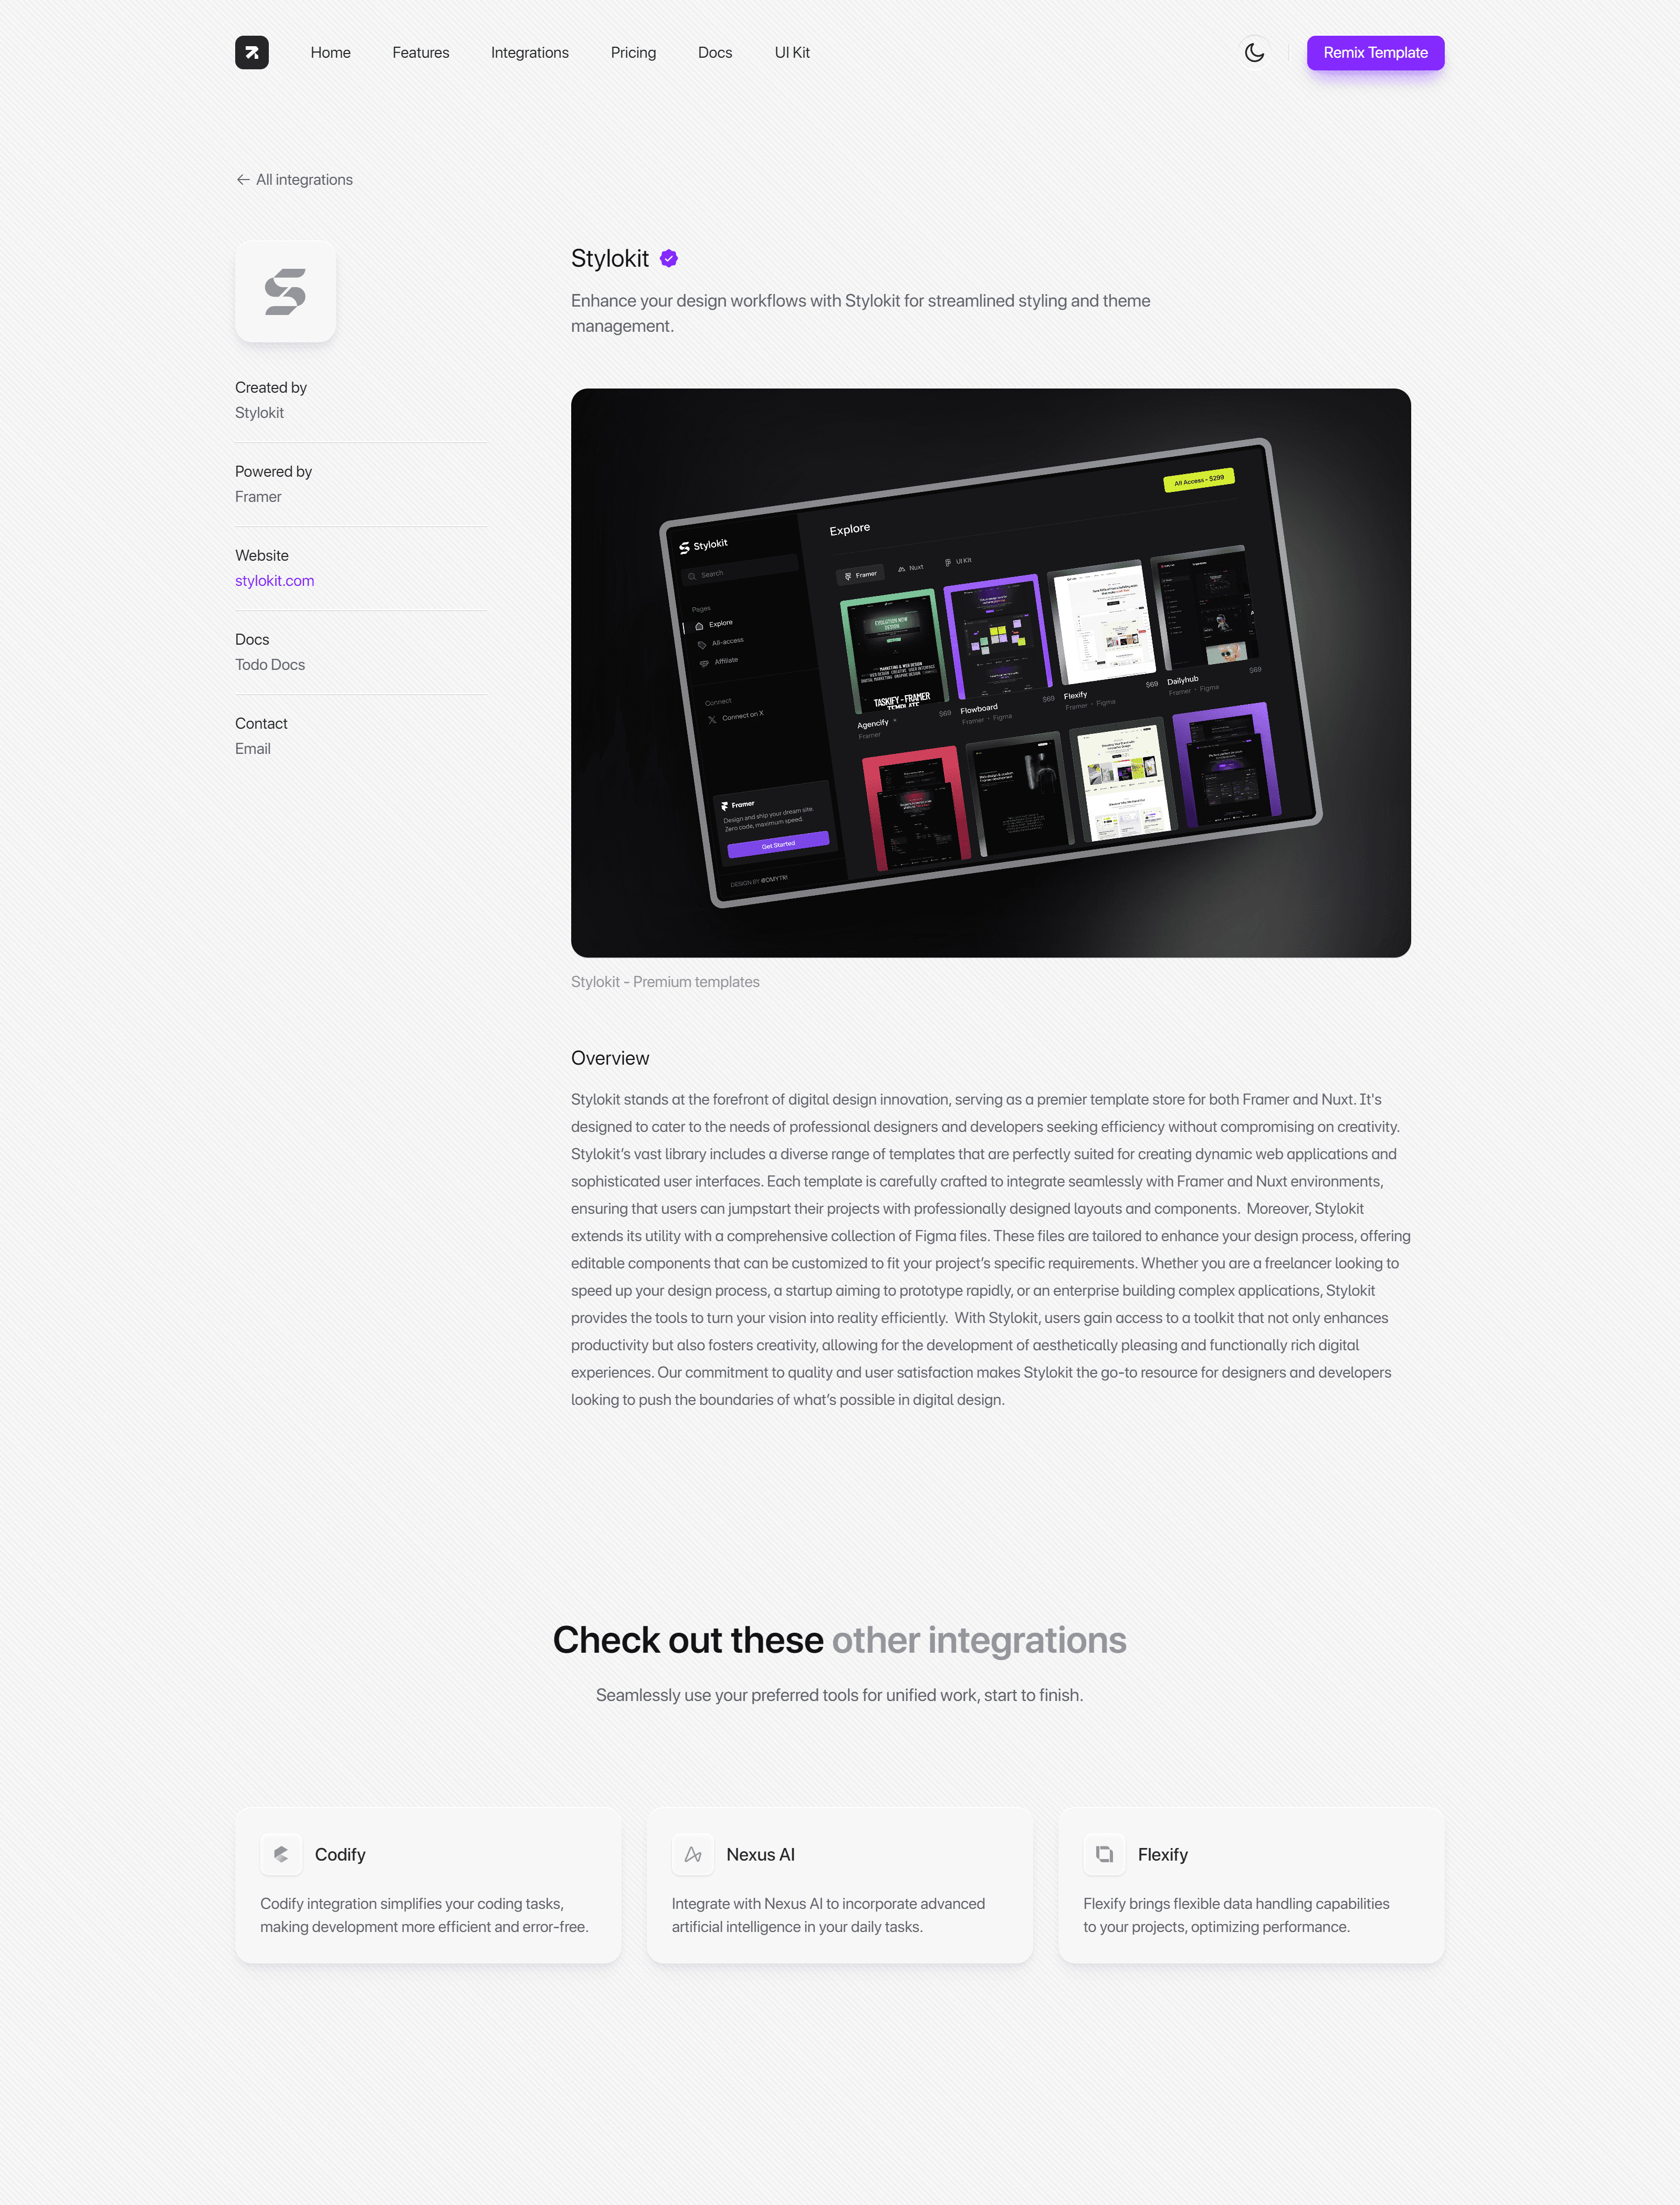 Home
Features
Integrations
Pricing
Docs
UI Kit
Remix Template
All integrations
Created by
Stylokit
Powered by
Framer
Website
stylokit.com
Docs
Todo Docs
Contact
Email
Stylokit
Enhance your design workflows with Stylokit for streamlined styling and theme
management.
Stylokit
Search
Pages
Explore
All-access
Affiliate
Connect
Connect on X
Framer
Design and ship your dream site.
Zero code, maximum speed.
Get Started
DESIGN BY @DMYTRI
Explore
All Access - $299
Framer
Nuxt
UI Kit
TASKIFY - FRAMER
TEMPLATE
Agencify
$69
Framer
Flowboard
$69
Framer • Figma
Flexify
$69
Framer • Figma
Dailyhub
$69
Framer • Figma
Stylokit - Premium templates
Overview
Stylokit stands at the forefront of digital design innovation, serving as a premier template store for both Framer and Nuxt. It's
designed to cater to the needs of professional designers and developers seeking efficiency without compromising on creativity.
Stylokit’s vast library includes a diverse range of templates that are perfectly suited for creating dynamic web applications and
sophisticated user interfaces. Each template is carefully crafted to integrate seamlessly with Framer and Nuxt environments,
ensuring that users can jumpstart their projects with professionally designed layouts and components.  Moreover, Stylokit
extends its utility with a comprehensive collection of Figma files. These files are tailored to enhance your design process, offering
editable components that can be customized to fit your project’s specific requirements. Whether you are a freelancer looking to
speed up your design process, a startup aiming to prototype rapidly, or an enterprise building complex applications, Stylokit
provides the tools to turn your vision into reality efficiently.  With Stylokit, users gain access to a toolkit that not only enhances
productivity but also fosters creativity, allowing for the development of aesthetically pleasing and functionally rich digital
experiences. Our commitment to quality and user satisfaction makes Stylokit the go-to resource for designers and developers
looking to push the boundaries of what’s possible in digital design.
Check out these other integrations
Seamlessly use your preferred tools for unified work, start to finish.
Codify
Codify integration simplifies your coding tasks,
making development more efficient and error-free.
Nexus AI
Integrate with Nexus AI to incorporate advanced
artificial intelligence in your daily tasks.
Flexify
Flexify brings flexible data handling capabilities
to your projects, optimizing performance.